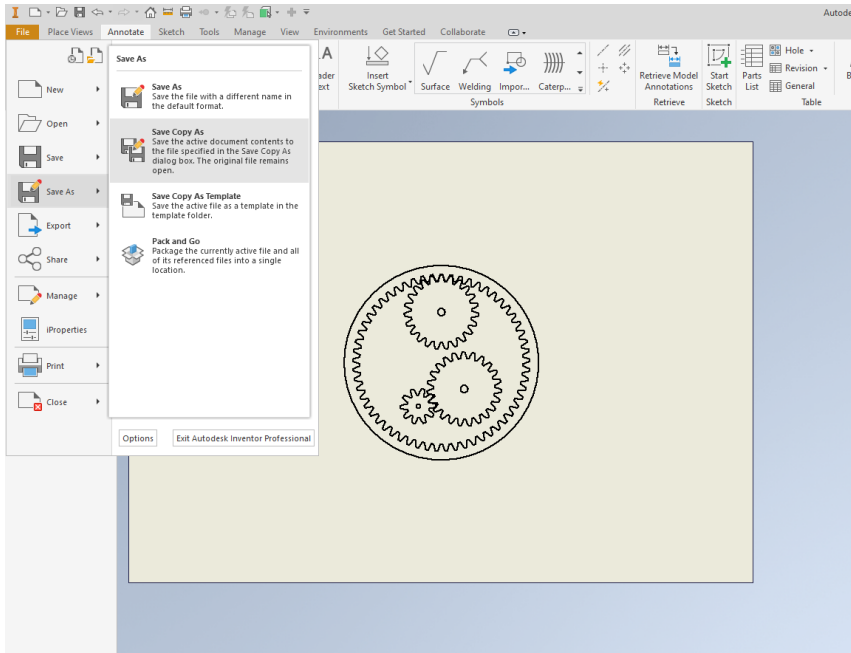 Autodes
File Place Views Annotate Sketch Tools Manage View Environments Get Started Collaborate
New
Open
Save
Save As
Export
Share
Manage
iProperties
Print
Close
Save As
Save As
Save the file with a different name in
the default format.
Save Copy As
Save the active document contents to
the file specified in the Save Copy As
dialog box. The original file remains
open.
Save Copy As Template
Save the active file as a template in the
template folder.
Pack and Go
Package the currently active file and all
of its referenced files into a single
location.
Options Exit Autodesk Inventor Professional
A
ader
ext
Insert
Sketch Symbol
Surface Welding Impor... Caterp...
Symbols
Retrieve Model
Annotations
Retrieve
Start
Sketch
Sketch
Parts
List
Hole
Revision
General
Table
B